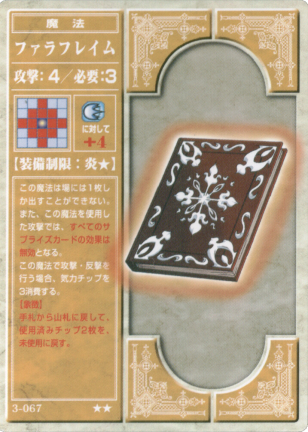 魔法
ファラフレイム
攻撃:4/必要:3
に対して
+4
【装備制限:炎★】
この魔法は場には1枚し
か出すことができない。
また、この魔法を使用し
た攻撃では、すべてのサ
プライズカードの効果は
無効となる。
この魔法で攻撃・反撃を
行う場合、気力チップを
3消費する。
手札から山札に戻して、
使用済みチップ2枚を、
未使用に戻す。
3-067
★★